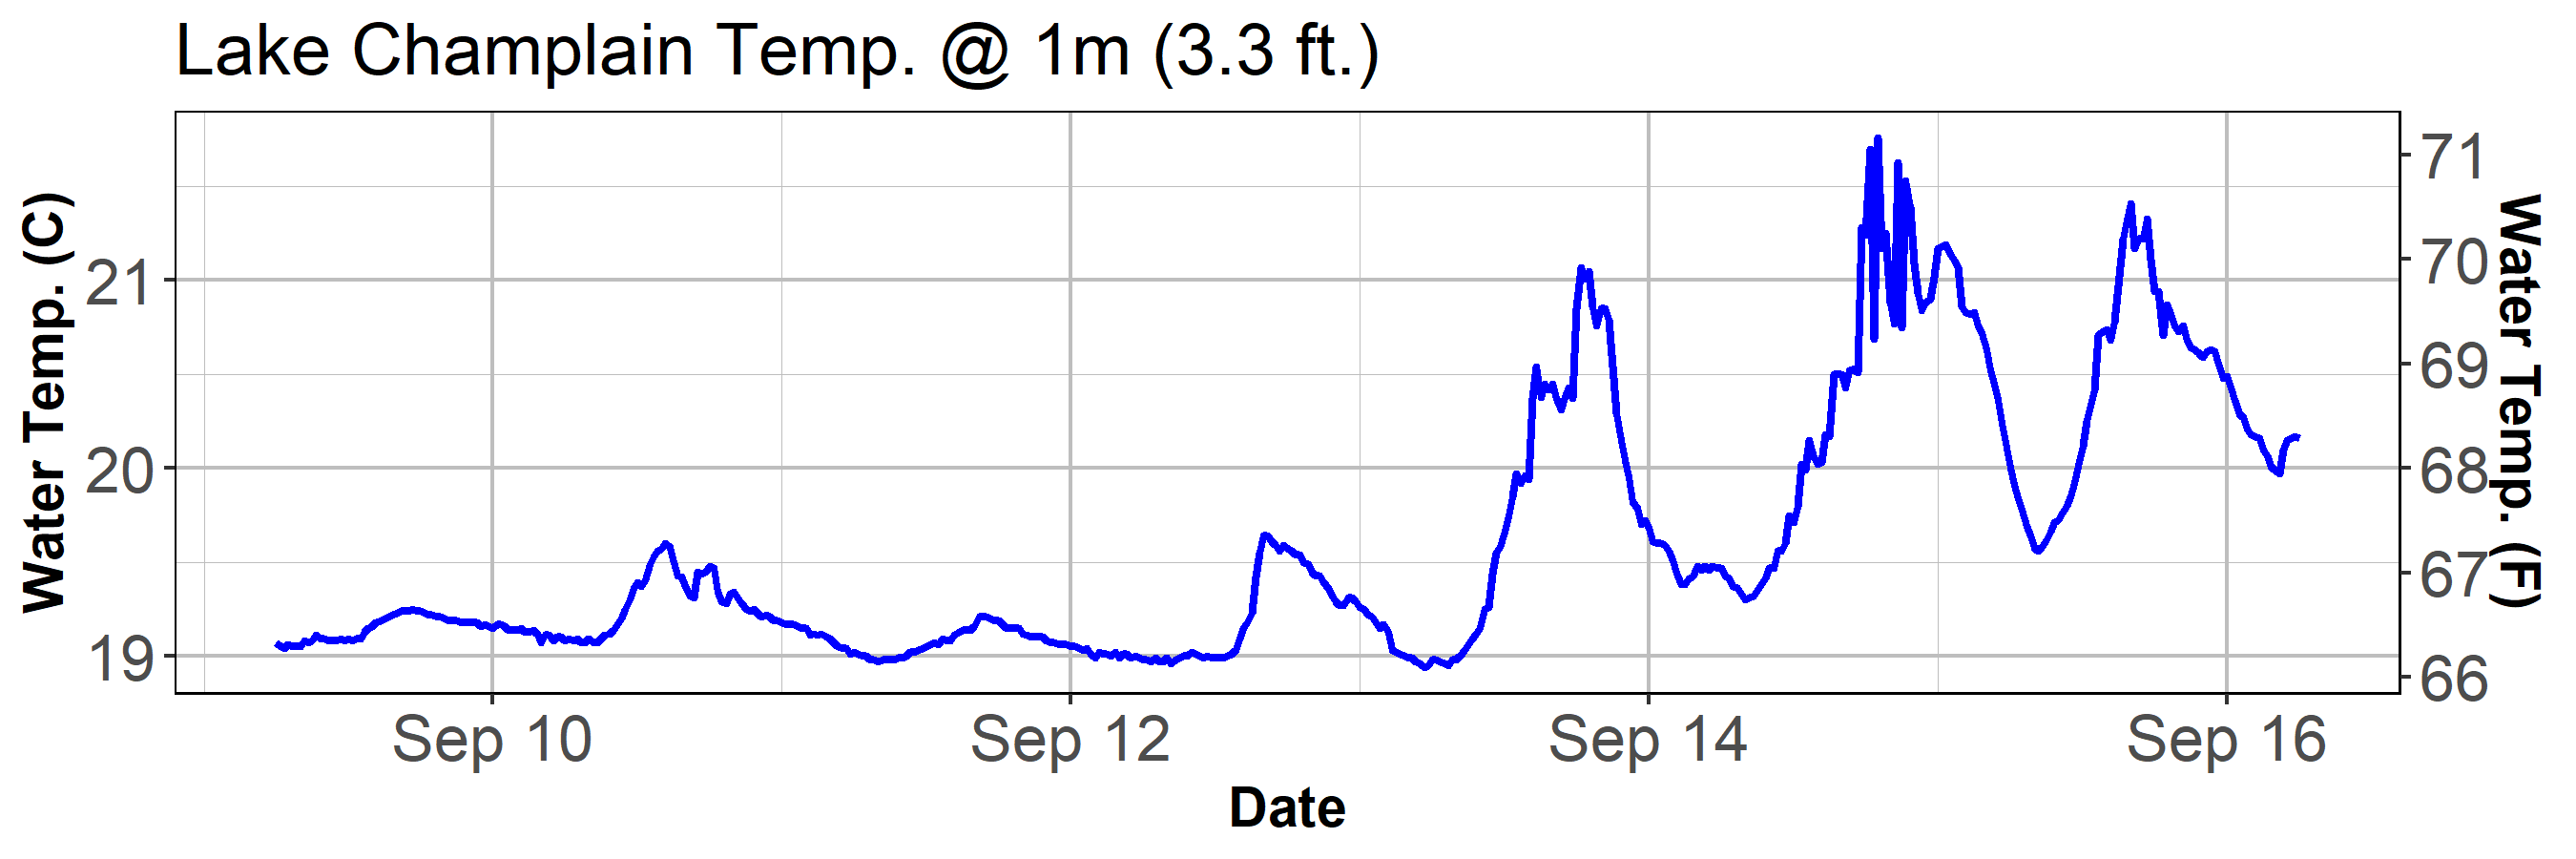 Lake Champlain Temp. @ 1m (3.3 ft.)
Water Temp. (C)
21
20
19
71
70
69
68
67
66
Water Temp. (F)
Sep 10
Sep 12
Sep 14
Sep 16
Date